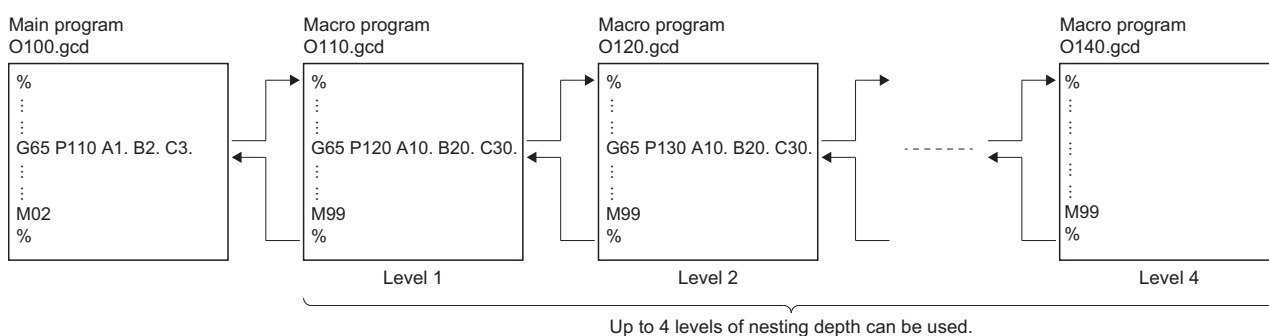 Main program
O100.gcd
%
⋮
⋮
G65 P110 A1. B2. C3.
⋮
⋮
M02
%
Macro program
O110.gcd
%
⋮
⋮
G65 P120 A10. B20. C30.
⋮
⋮
M99
%
Level 1
Macro program
O120.gcd
%
⋮
⋮
G65 P130 A10. B20. C30.
⋮
⋮
M99
%
Level 2
Macro program
O140.gcd
%
⋮
⋮
⋮
⋮
M99
%
Level 4
Up to 4 levels of nesting depth can be used.